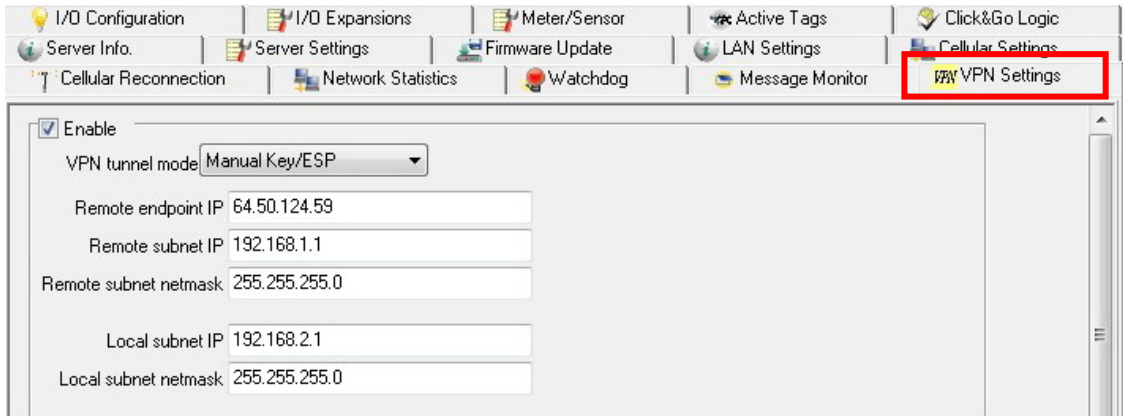 I/O Configuration I/O Expansions Meter/Sensor Active Tags Click&Go Logic
Server Info. Server Settings Firmware Update LAN Settings Cellular Settings
Cellular Reconnection Network Statistics Watchdog Message Monitor VPN VPN Settings
Enable
VPN tunnel mode Manual Key/ESP
Remote endpoint IP 64.50.124.59
Remote subnet IP 192.168.1.1
Remote subnet netmask 255.255.255.0
Local subnet IP 192.168.2.1
Local subnet netmask 255.255.255.0